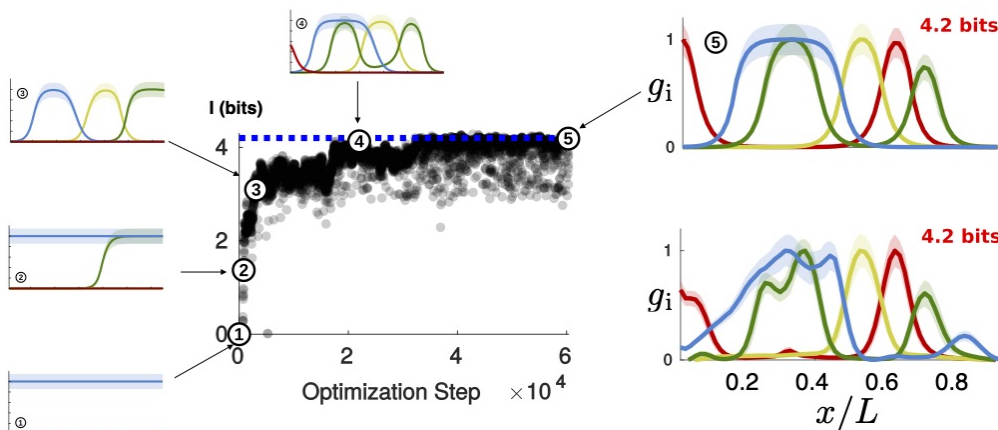 ④
③
②
①
I (bits)
4
2
0
0
2
4
6
Optimization Step × 10⁴
①
②
③
④
⑤
⑤
4.2 bits
1
gᵢ
0
4.2 bits
1
gᵢ
0
0.2 0.4 0.6 0.8
x/L